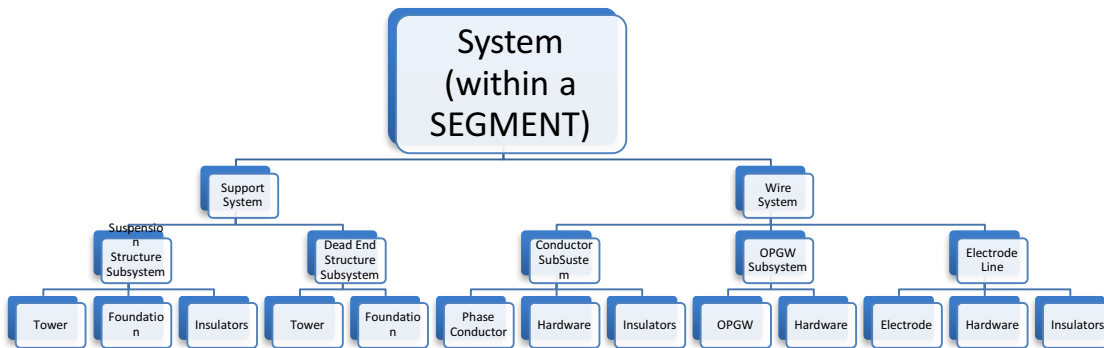 System
(within a
SEGMENT)
Support
System
Wire
System
Suspension
n
Structure
Subsystem
Dead End
Structure
Subsystem
Conductor
SubSuste
m
OPGW
Subsystem
Electrode
Line
Tower
Foundatio
n
Insulators
Tower
Foundatio
n
Phase
Conductor
Hardware
Insulators
OPGW
Hardware
Electrode
Hardware
Insulators